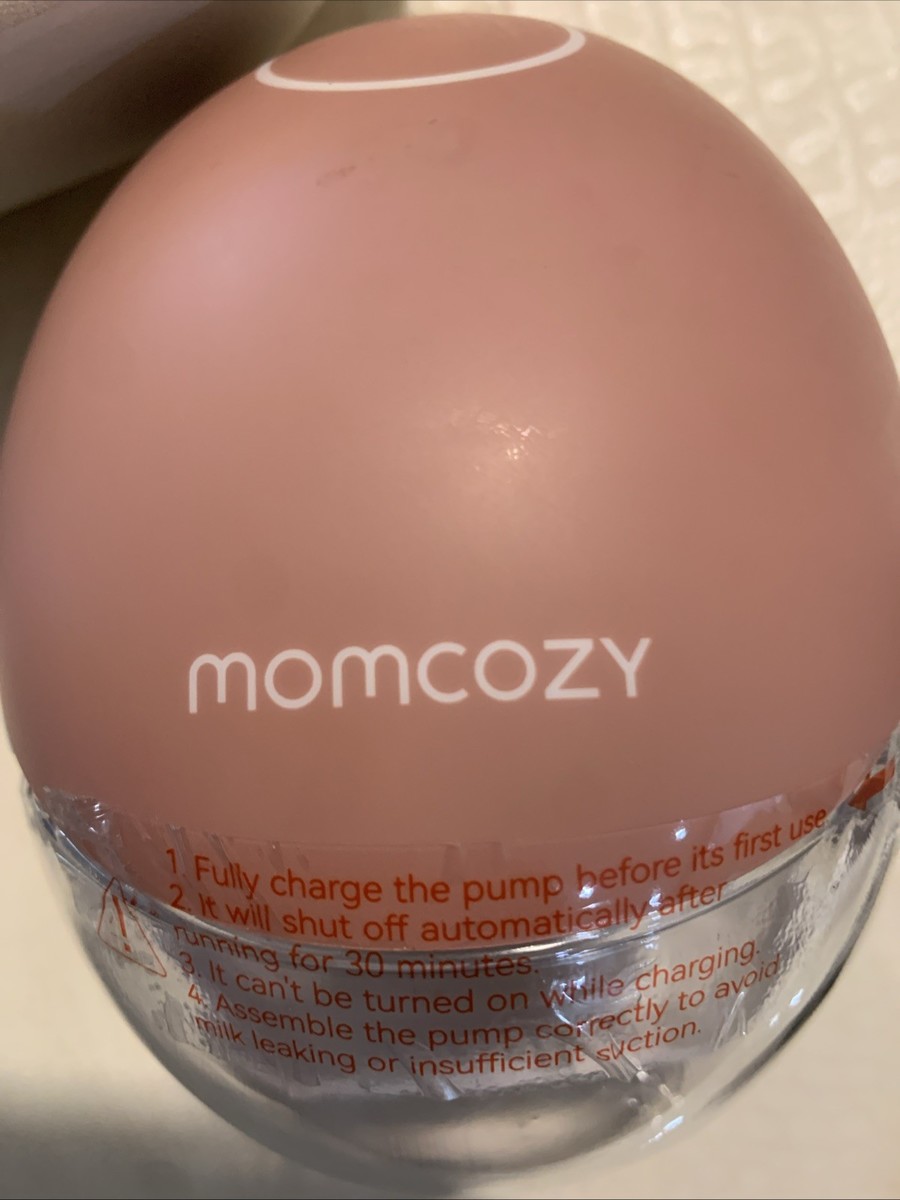 momcozy
1. Fully charge the pump before its first use
2. It will shut off automatically after
running for 30 minutes.
3. It can't be turned on while charging.
4. Assemble the pump correctly to avoid
milk leaking or insufficient suction.